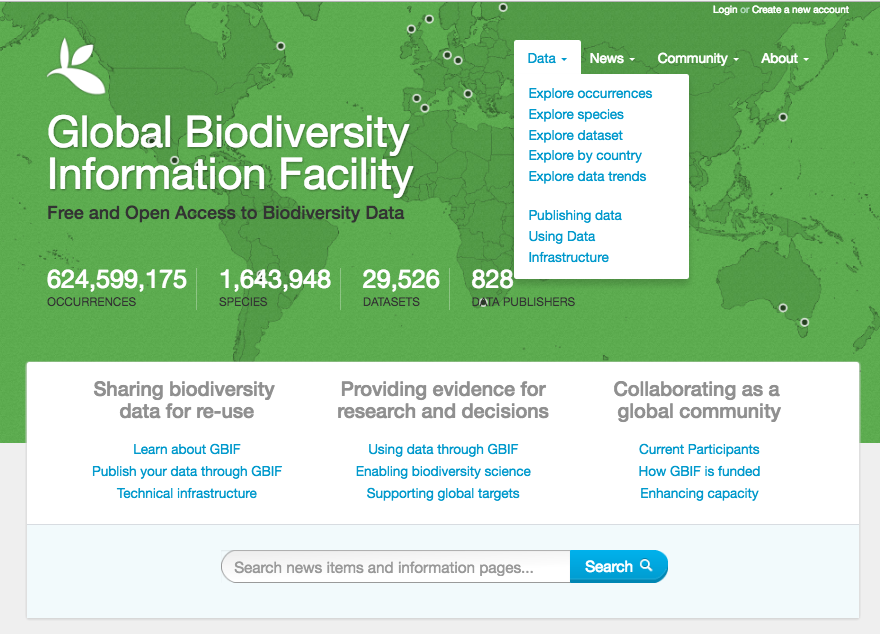 Login or Create a new account
Data News Community About
Explore occurrences
Explore species
Explore dataset
Explore by country
Explore data trends
Publishing data
Using Data
Infrastructure
Global Biodiversity
Information Facility
Free and Open Access to Biodiversity Data
624,599,175 1,643,948 29,526 828
OCCURRENCES SPECIES DATASETS DATA PUBLISHERS
Sharing biodiversity
data for re-use
Learn about GBIF
Publish your data through GBIF
Technical infrastructure
Providing evidence for
research and decisions
Using data through GBIF
Enabling biodiversity science
Supporting global targets
Collaborating as a
global community
Current Participants
How GBIF is funded
Enhancing capacity
Search news items and information pages... Search